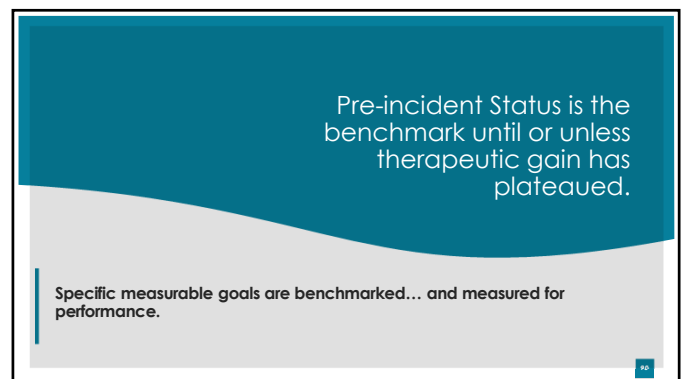 Pre-incident Status is the
benchmark until or unless
therapeutic gain has
plateaued.
Specific measurable goals are benchmarked… and measured for
performance.